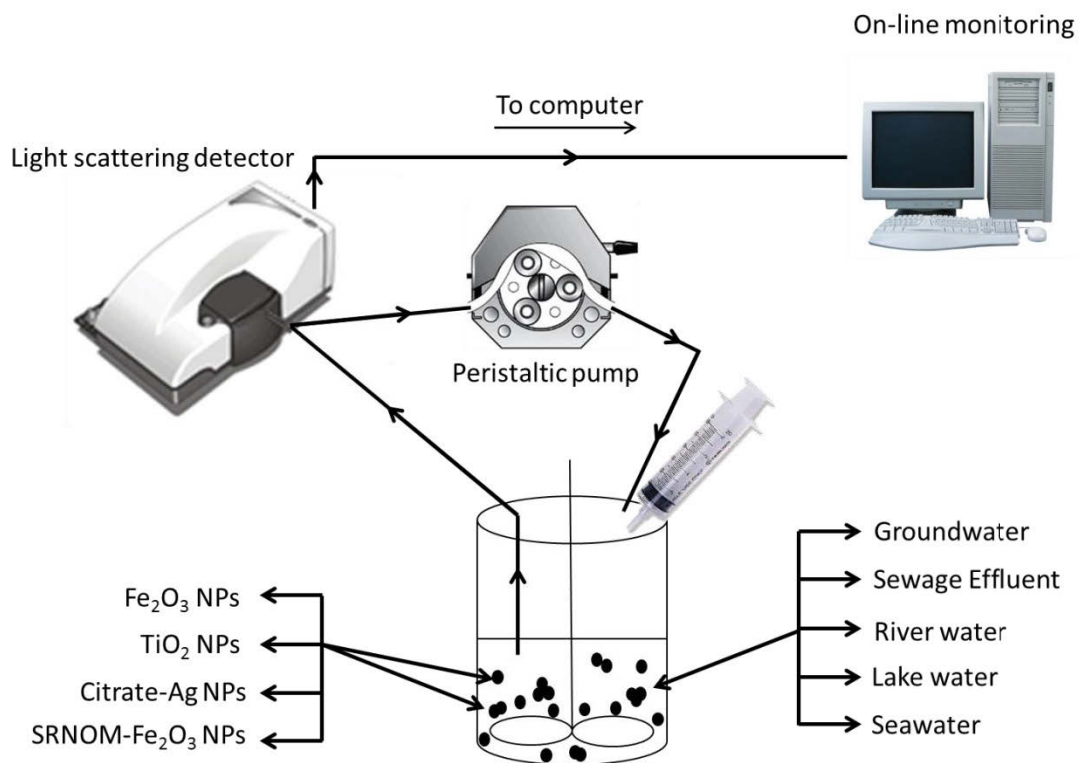 On-line monitoring
To computer
Light scattering detector
Peristaltic pump
Groundwater
Sewage Effluent
River water
Lake water
Seawater
Fe₂O₃ NPs
TiO₂ NPs
Citrate-Ag NPs
SRNOM-Fe₂O₃ NPs